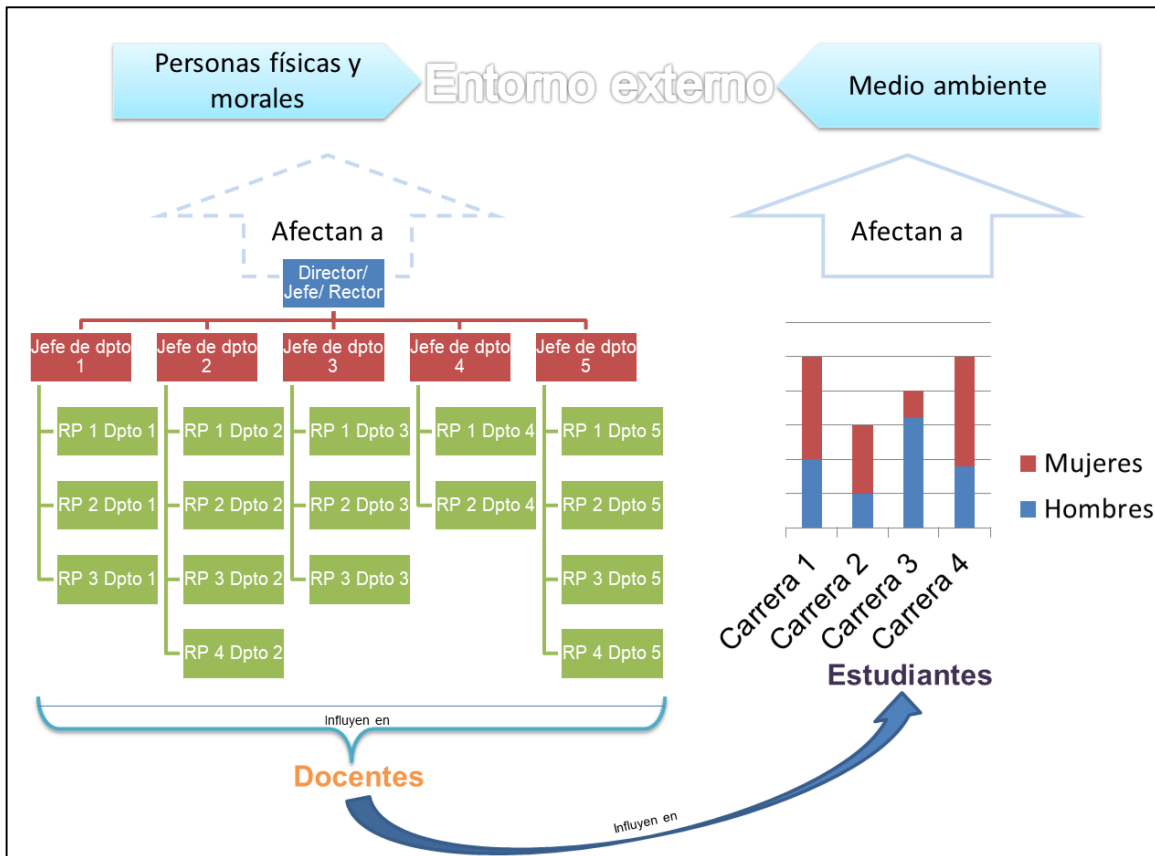 Personas físicas y
morales
Entorno externo
Medio ambiente
Afectan a
Afectan a
Director/
Jefe/ Rector
Jefe de dpto
1
Jefe de dpto
2
Jefe de dpto
3
Jefe de dpto
4
Jefe de dpto
5
RP 1 Dpto 1
RP 1 Dpto 2
RP 1 Dpto 3
RP 1 Dpto 4
RP 1 Dpto 5
RP 2 Dpto 1
RP 2 Dpto 2
RP 2 Dpto 3
RP 2 Dpto 4
RP 2 Dpto 5
RP 3 Dpto 1
RP 3 Dpto 2
RP 3 Dpto 3
RP 3 Dpto 5
RP 4 Dpto 2
RP 4 Dpto 5
Mujeres
Hombres
Carrera 1
Carrera 2
Carrera 3
Carrera 4
Estudiantes
Influyen en
Docentes
Influyen en